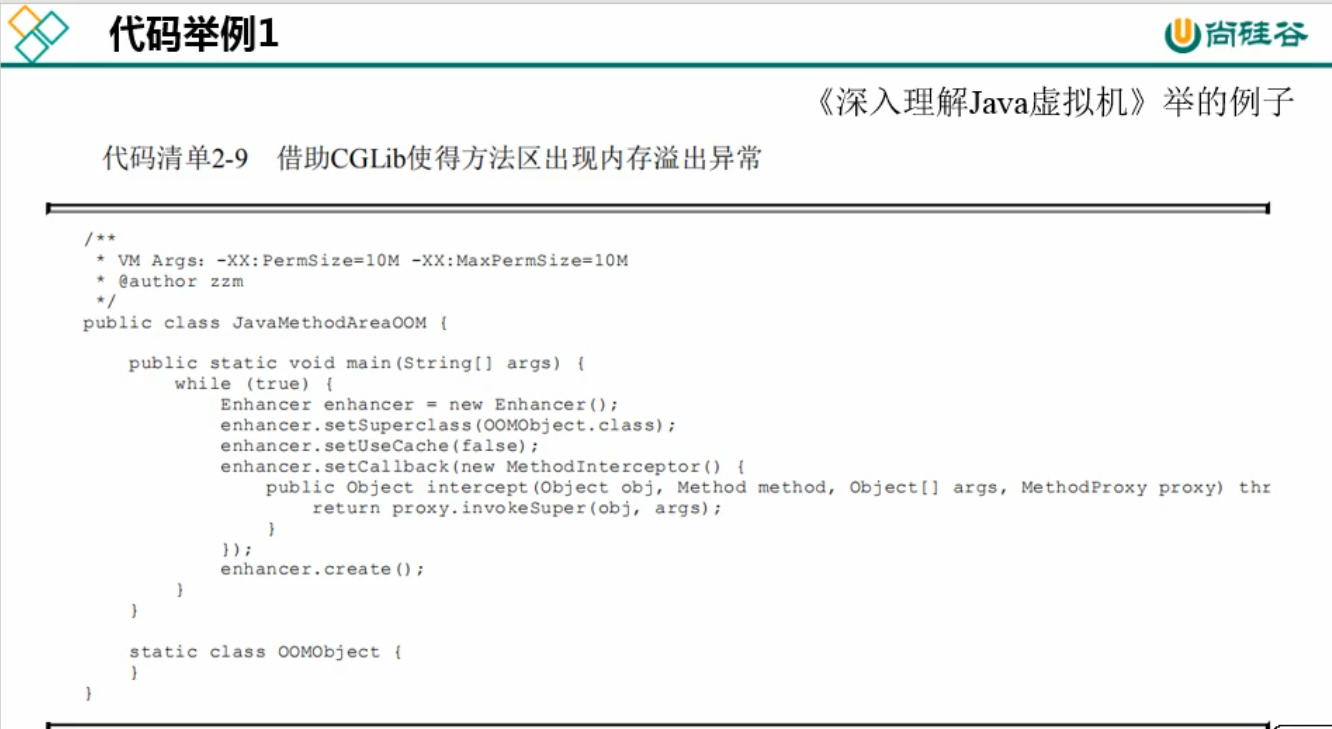 代码举例1
尚硅谷
《深入理解Java虚拟机》举的例子
代码清单2-9 借助CGLib使得方法区出现内存溢出异常
/**
 * VM Args: -XX:PermSize=10M -XX:MaxPermSize=10M
 * @author zzm
 */
public class JavaMethodAreaOOM {
    public static void main(String[] args) {
        while (true) {
            Enhancer enhancer = new Enhancer();
            enhancer.setSuperclass(OOMObject.class);
            enhancer.setUseCache(false);
            enhancer.setCallback(new MethodInterceptor() {
                public Object intercept(Object obj, Method method, Object[] args, MethodProxy proxy) thr
                    return proxy.invokeSuper(obj, args);
                }
            });
            enhancer.create();
        }
    }
    static class OOMObject {
    }
}